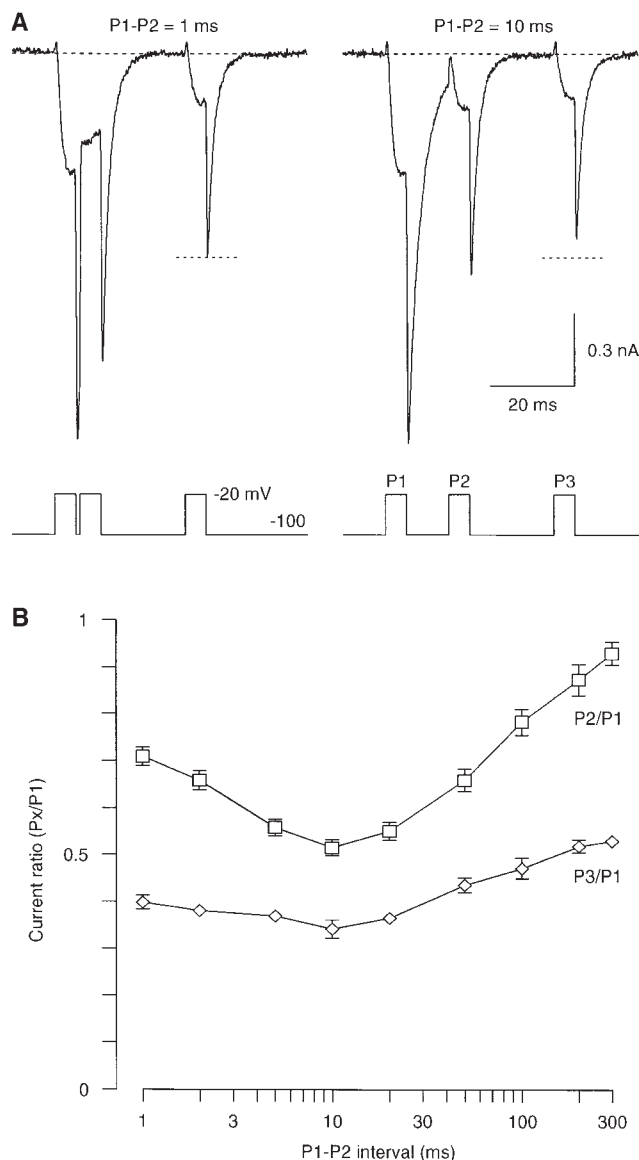 A
P1-P2 = 1 ms
P1-P2 = 10 ms
0.3 nA
20 ms
-20 mV
-100
P1
P2
P3
B
1
0.5
0
Current ratio (Px/P1)
P2/P1
P3/P1
1
3
10
30
100
300
P1-P2 interval (ms)